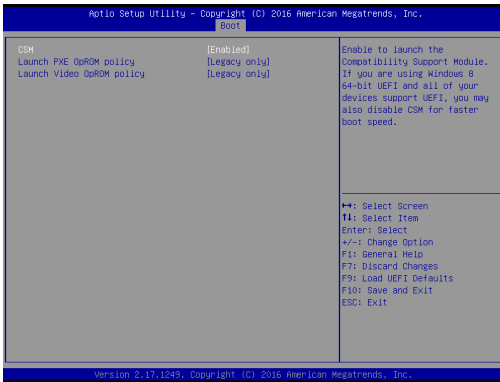 Aptio Setup Utility – Copyright (C) 2016 American Megatrends, Inc.
Boot
CSM [Enabled]
Launch PXE OpROM policy [Legacy only]
Launch Video OpROM policy [Legacy only]
Enable to launch the
Compatibility Support Module.
If you are using Windows 8
64-bit UEFI and all of your
devices support UEFI, you may
also disable CSM for faster
boot speed.
↔: Select Screen
↑↓: Select Item
Enter: Select
+/-: Change Option
F1: General Help
F7: Discard Changes
F9: Load UEFI Defaults
F10: Save and Exit
ESC: Exit
Version 2.17.1249. Copyright (C) 2016 American Megatrends, Inc.